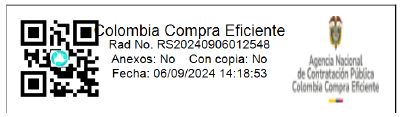 Colombia Compra Eficiente
Rad No. RS20240906012548
Anexos: No Con copia: No
Fecha: 06/09/2024 14:18:53
Agencia Nacional
de Contratación Pública
Colombia Compra Eficiente